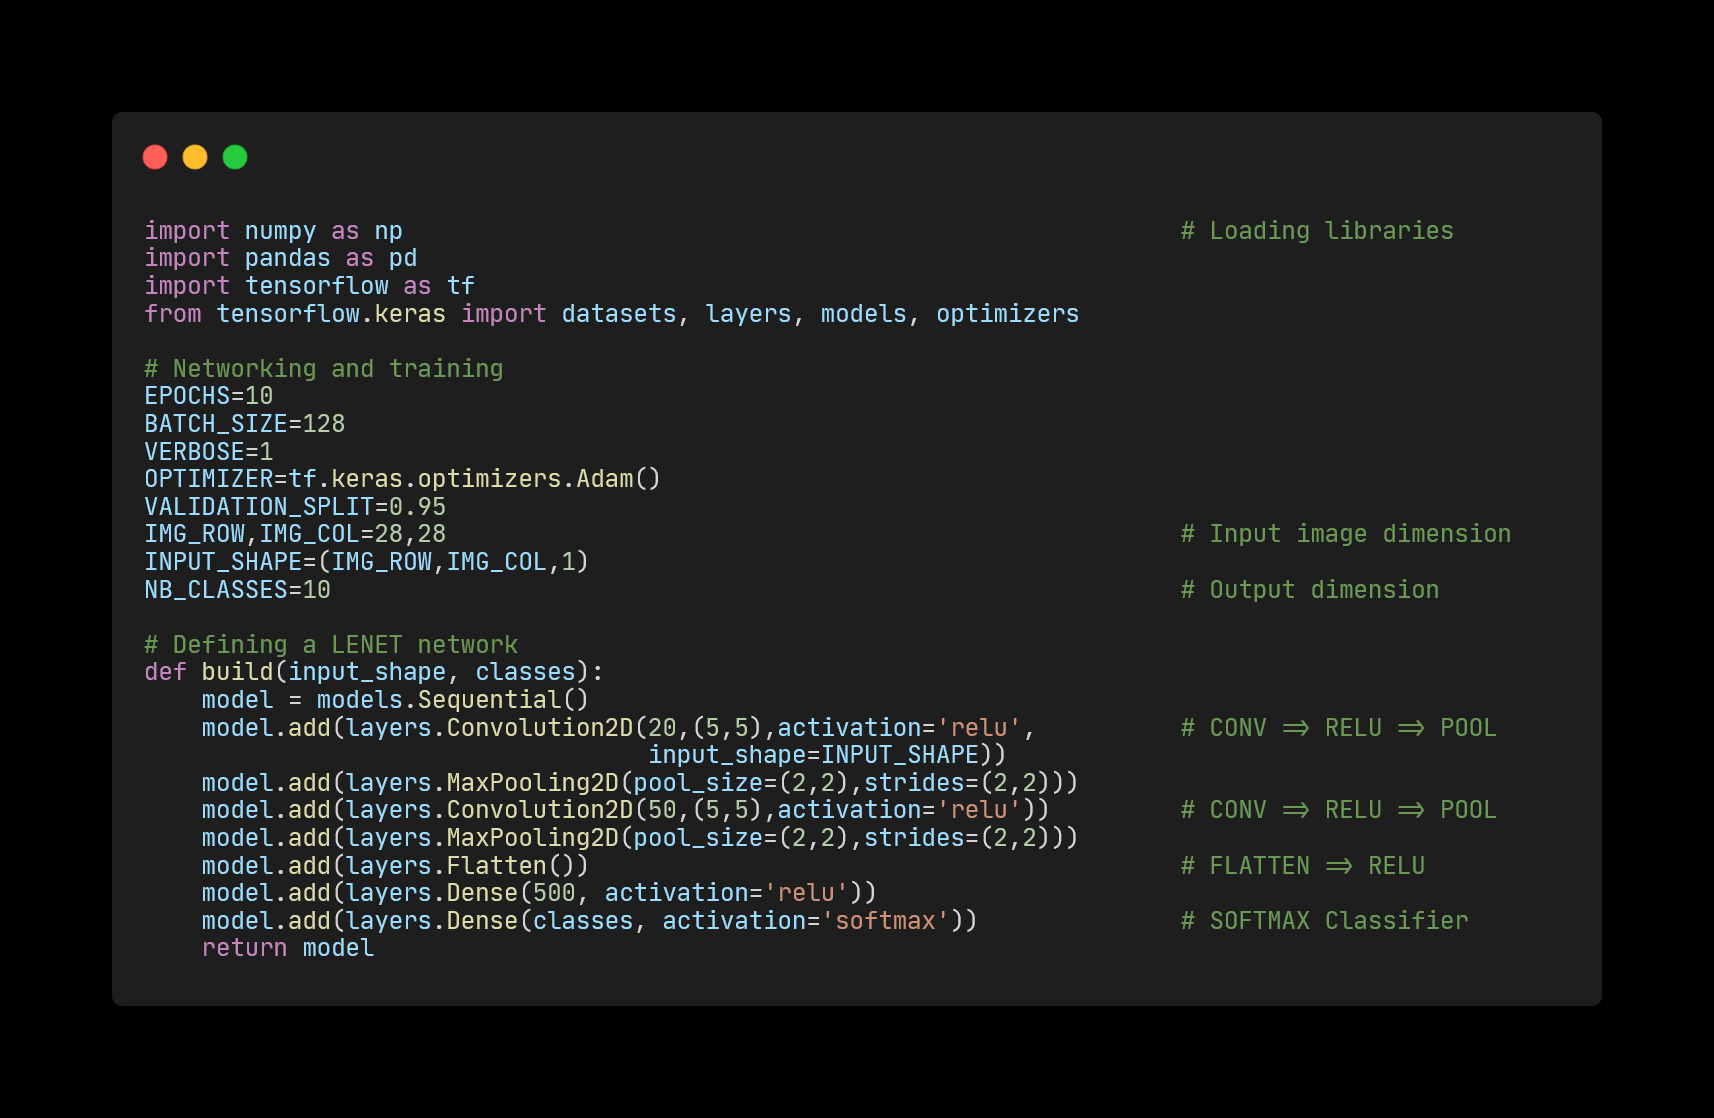 import numpy as np # Loading libraries
import pandas as pd
import tensorflow as tf
from tensorflow.keras import datasets, layers, models, optimizers
# Networking and training
EPOCHS=10
BATCH_SIZE=128
VERBOSE=1
OPTIMIZER=tf.keras.optimizers.Adam()
VALIDATION_SPLIT=0.95
IMG_ROW,IMG_COL=28,28 # Input image dimension
INPUT_SHAPE=(IMG_ROW,IMG_COL,1)
NB_CLASSES=10 # Output dimension
# Defining a LENET network
def build(input_shape, classes):
    model = models.Sequential()
    model.add(layers.Convolution2D(20,(5,5),activation='relu', # CONV => RELU => POOL
                                   input_shape=INPUT_SHAPE))
    model.add(layers.MaxPooling2D(pool_size=(2,2),strides=(2,2)))
    model.add(layers.Convolution2D(50,(5,5),activation='relu')) # CONV => RELU => POOL
    model.add(layers.MaxPooling2D(pool_size=(2,2),strides=(2,2)))
    model.add(layers.Flatten()) # FLATTEN => RELU
    model.add(layers.Dense(500, activation='relu'))
    model.add(layers.Dense(classes, activation='softmax')) # SOFTMAX Classifier
    return model